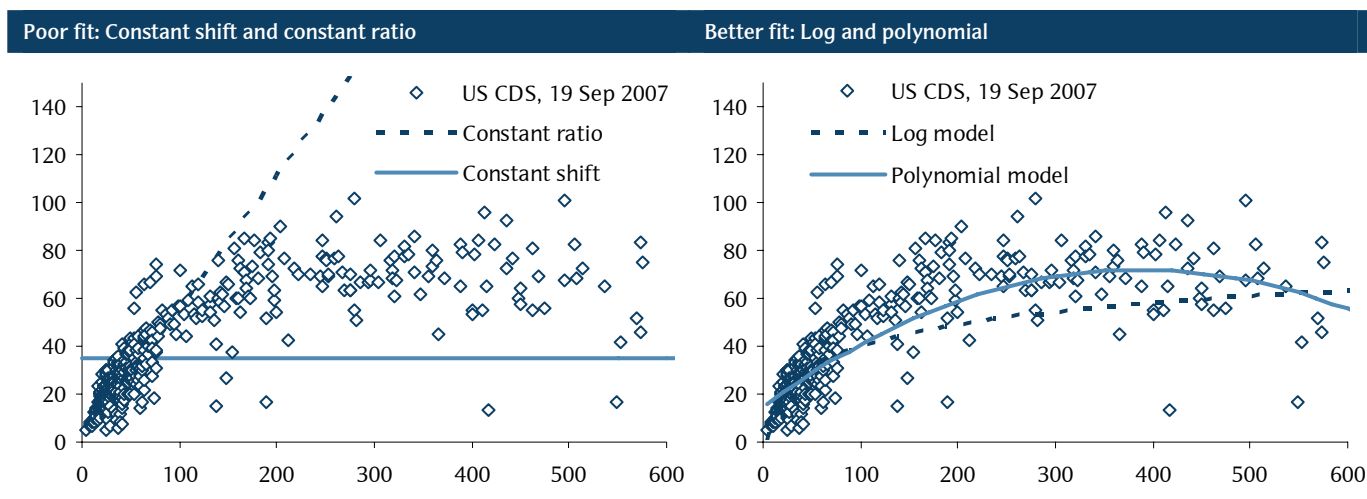 Poor fit: Constant shift and constant ratio
140
120
100
80
60
40
20
0
US CDS, 19 Sep 2007
Constant ratio
Constant shift
0 100 200 300 400 500 600
Better fit: Log and polynomial
140
120
100
80
60
40
20
0
US CDS, 19 Sep 2007
Log model
Polynomial model
0 100 200 300 400 500 600